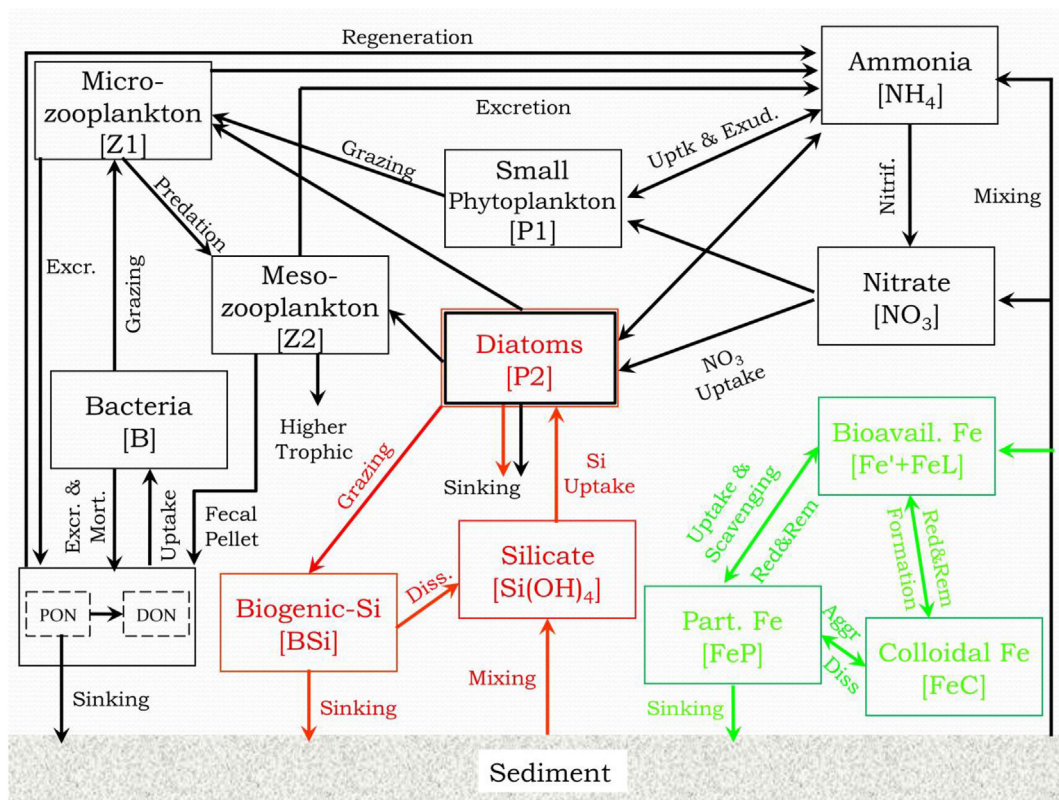 Regeneration
Micro-
zooplankton
[Z1]
Ammonia
[NH₄]
Excretion
Grazing
Small
Phytoplankton
[P1]
Uptk & Exud.
Nitrif.
Mixing
Predation
Excr.
Grazing
Meso-
zooplankton
[Z2]
Nitrate
[NO₃]
Diatoms
[P2]
NO₃
Uptake
Bacteria
[B]
Higher
Trophic
Bioavail. Fe
[Fe'+FeL]
Grazing
Sinking
Si
Uptake
Uptake &
Scavenging
Red&Rem
Red&Rem
Formation
Excr. &
Mort.
Uptake
Fecal
Pellet
Silicate
[Si(OH)₄]
Diss.
Biogenic-Si
[BSi]
PON
DON
Part. Fe
[FeP]
Aggr
Diss
Colloidal Fe
[FeC]
Sinking
Sinking
Mixing
Sinking
Sediment